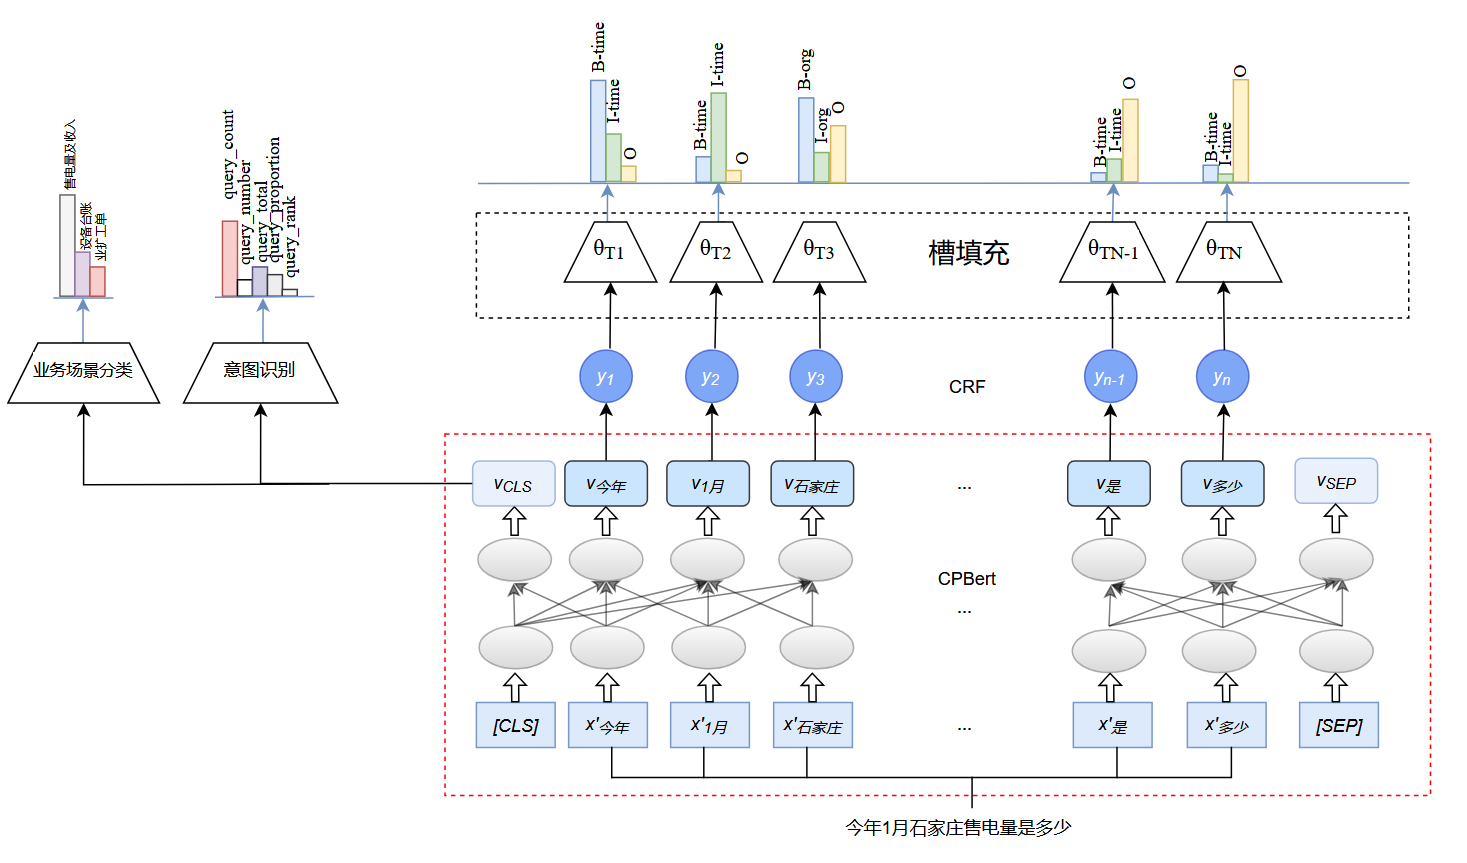 售电量及收入
设备台账
业扩工单
query_count
query_number
query_total
query_proportion
query_rank
B-time
I-time
O
B-time
I-time
O
B-org
I-org
O
B-time
I-time
O
B-time
I-time
O
业务场景分类
意图识别
θT1
θT2
θT3
槽填充
θTN-1
θTN
y1
y2
y3
CRF
yn-1
yn
vCLS
v今年
v1月
v石家庄
...
v是
v多少
vSEP
CPBert
...
[CLS]
x'今年
x'1月
x'石家庄
...
x'是
x'多少
[SEP]
今年1月石家庄售电量是多少